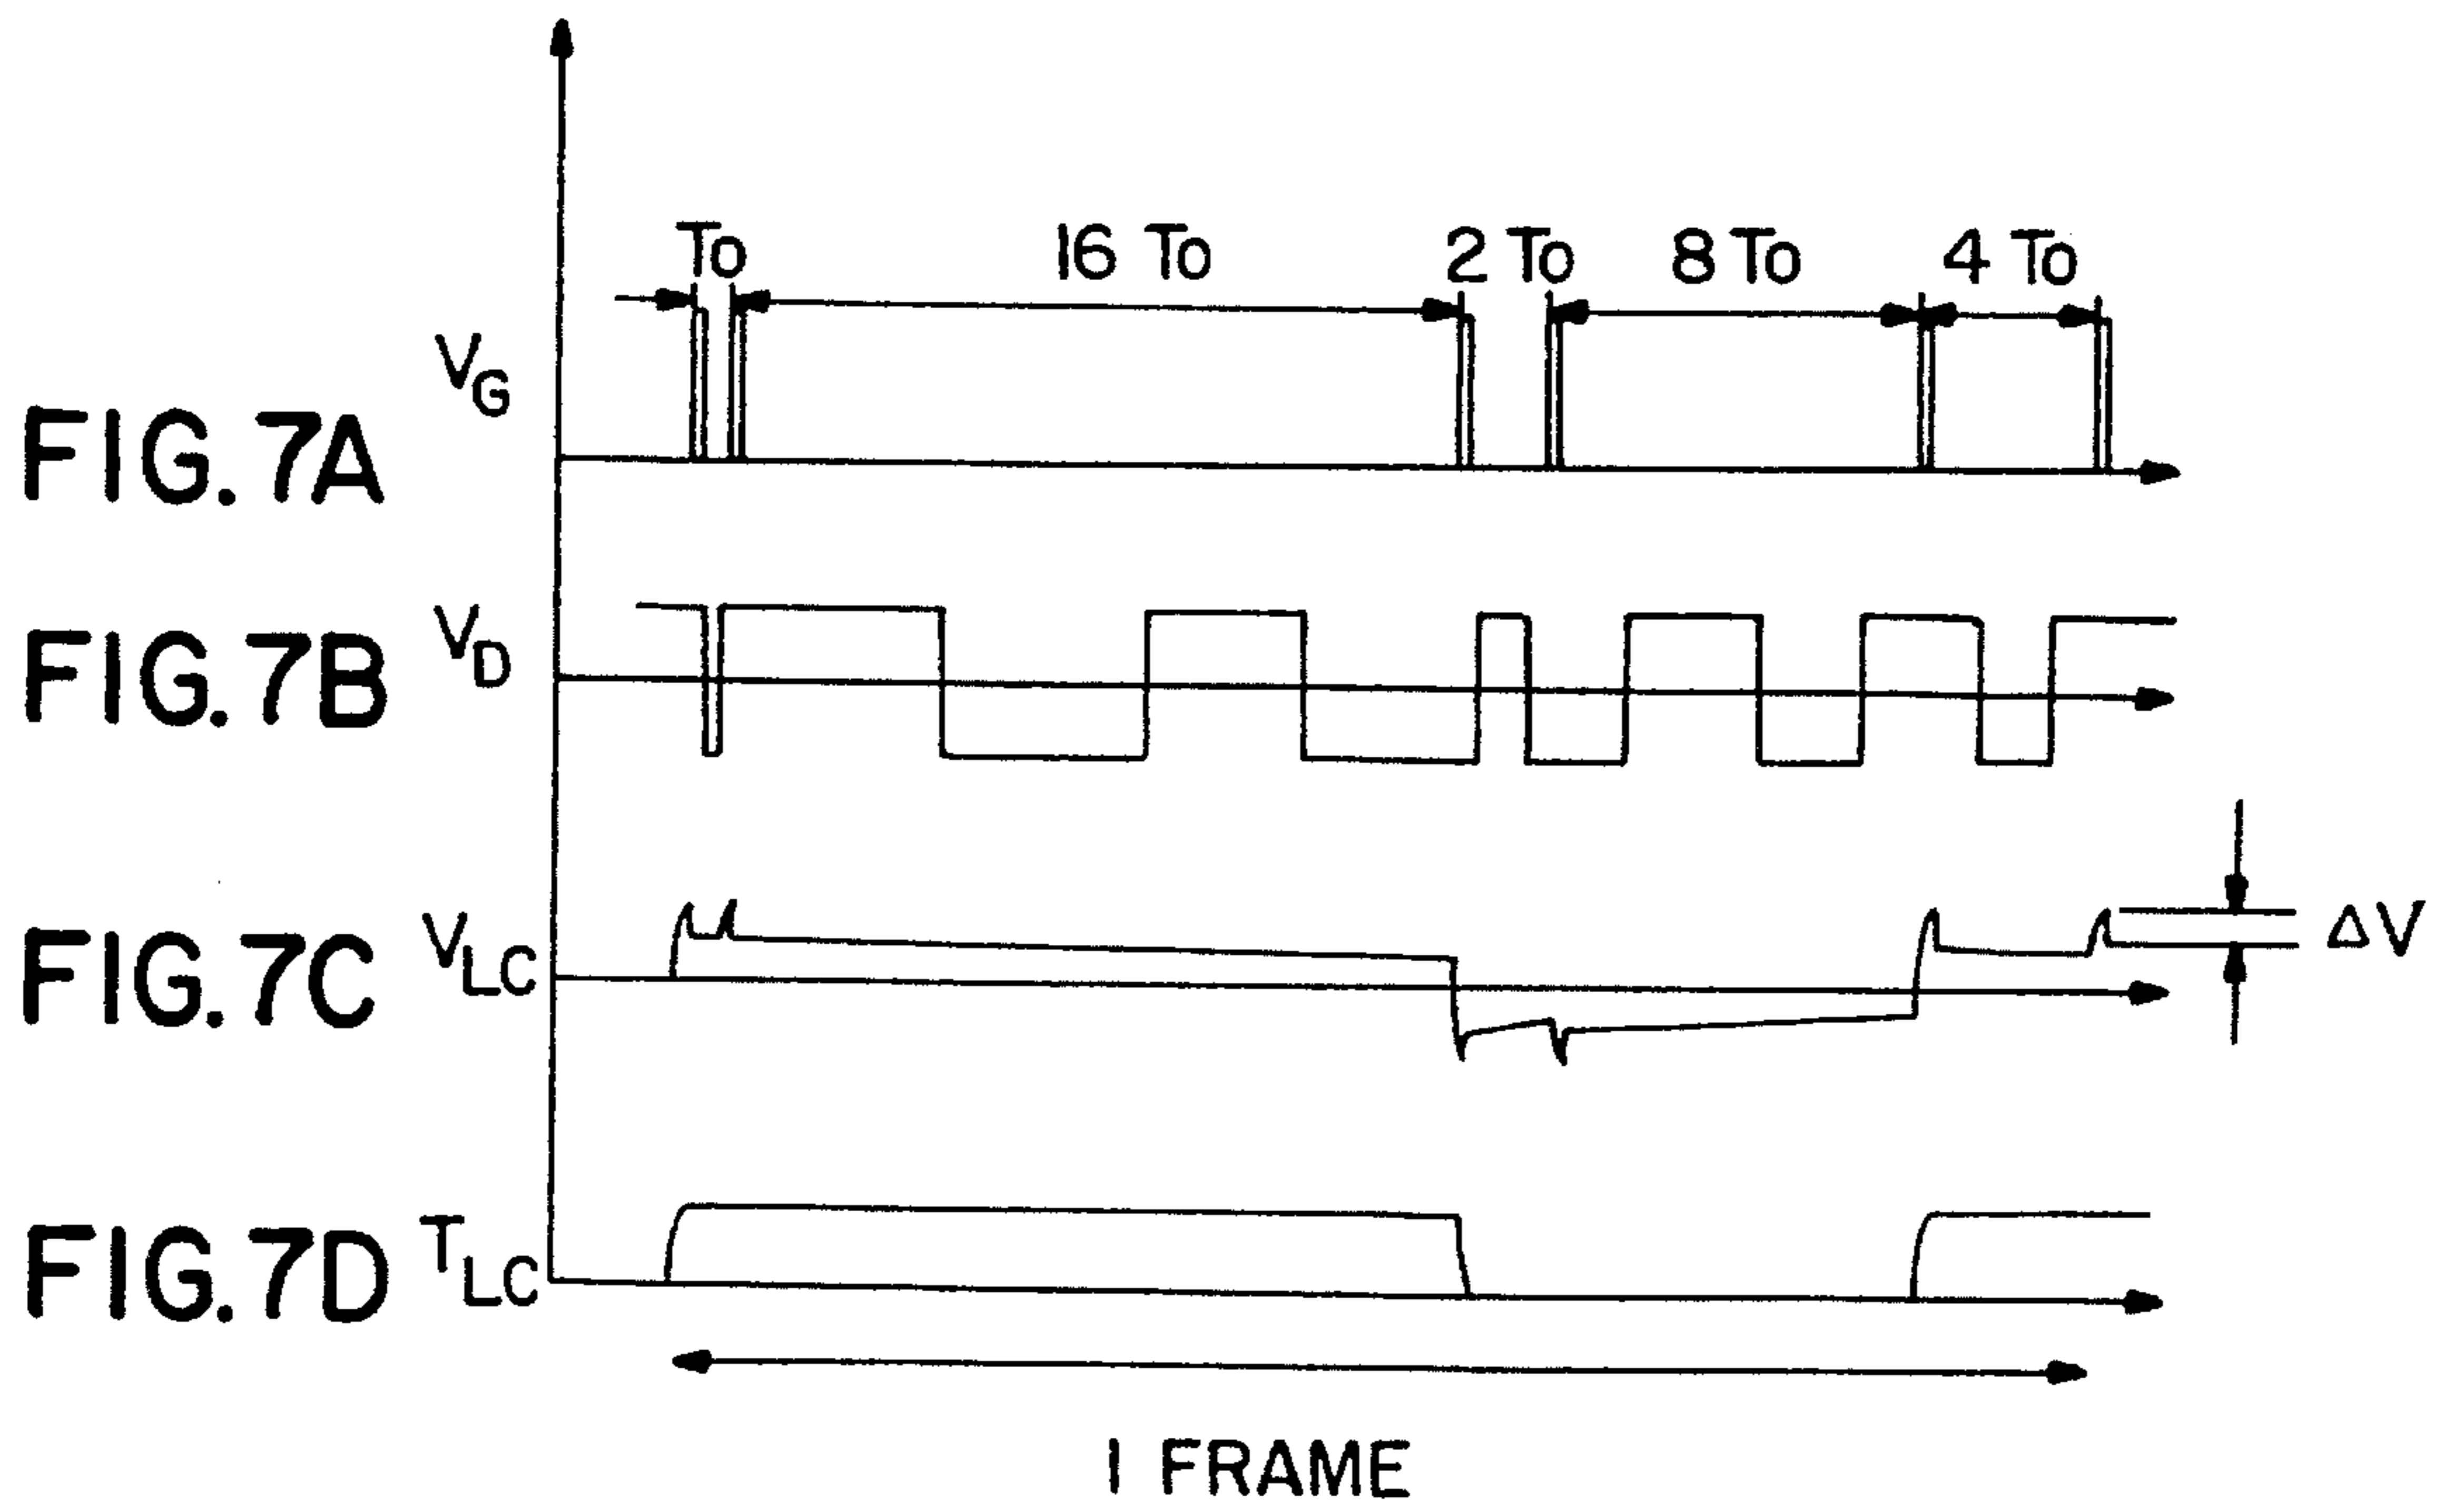 To 16 To 2 To 8 To 4 To
VG
FIG. 7A
VD
FIG. 7B
VLC
ΔV
FIG. 7C
TLC
FIG. 7D
1 FRAME